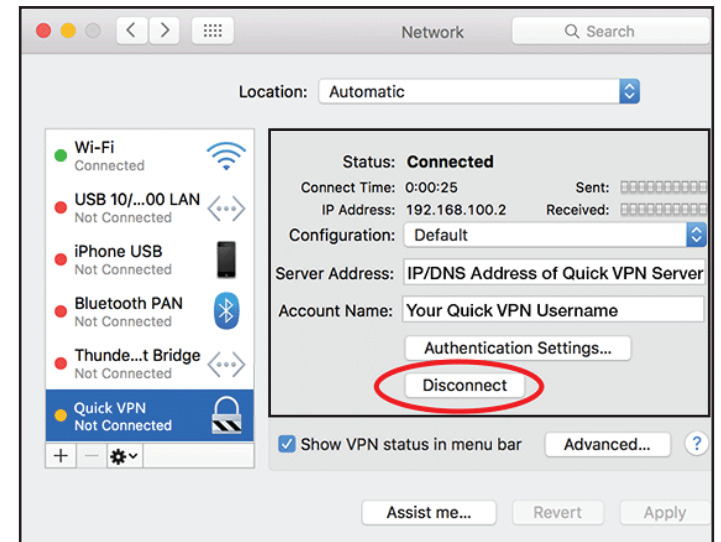 Network
Search
Location: Automatic
Wi-Fi
Connected
USB 10/...00 LAN
Not Connected
iPhone USB
Not Connected
Bluetooth PAN
Not Connected
Thunde...t Bridge
Not Connected
Quick VPN
Not Connected
Status: Connected
Connect Time: 0:00:25 Sent:
IP Address: 192.168.100.2 Received:
Configuration: Default
Server Address: IP/DNS Address of Quick VPN Server
Account Name: Your Quick VPN Username
Authentication Settings...
Disconnect
Show VPN status in menu bar Advanced... ?
Assist me... Revert Apply